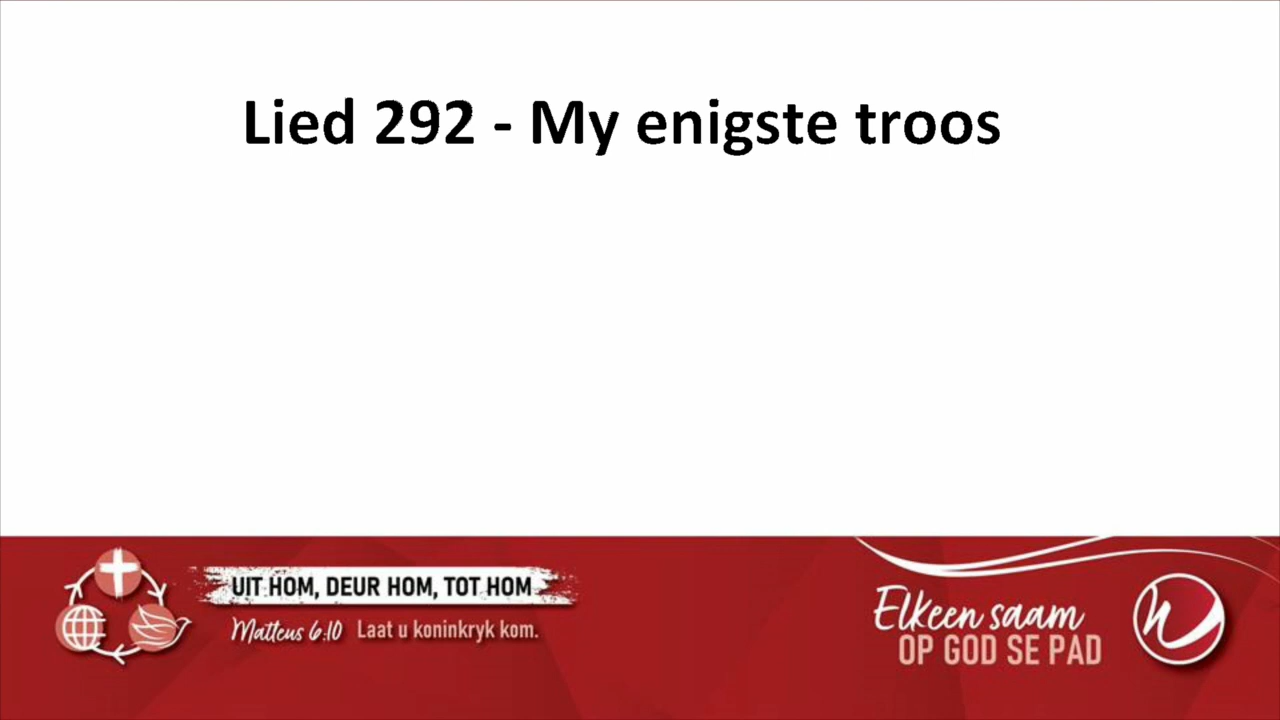 Lied 292 - My enigste troos
UIT HOM, DEUR HOM, TOT HOM
Matteus 6:10 Laat u koninkryk kom.
Elkeen saam
OP GOD SE PAD